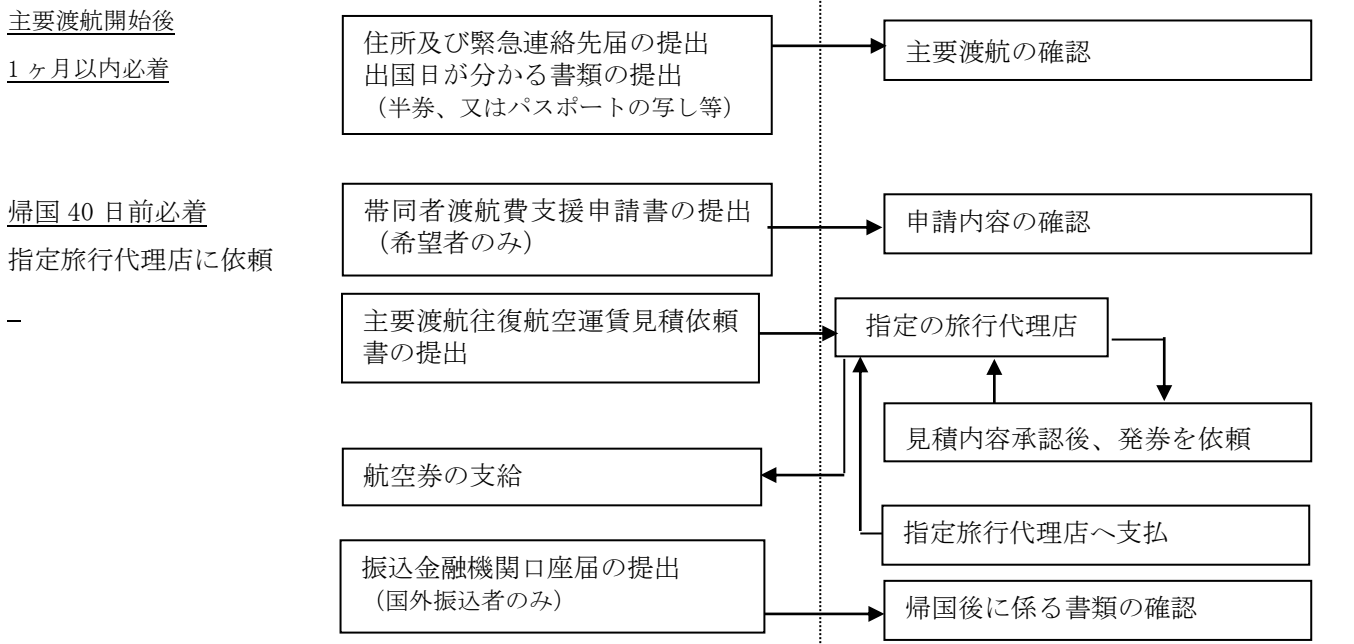 主要渡航開始後
1ヶ月以内必着
住所及び緊急連絡先届の提出
出国日が分かる書類の提出
（半券、又はパスポートの写し等）
主要渡航の確認
帰国 40 日前必着
指定旅行代理店に依頼
帯同者渡航費支援申請書の提出
（希望者のみ）
申請内容の確認
主要渡航往復航空運賃見積依頼
書の提出
指定の旅行代理店
見積内容承認後、発券を依頼
航空券の支給
指定旅行代理店へ支払
振込金融機関口座届の提出
（国外振込者のみ）
帰国後に係る書類の確認